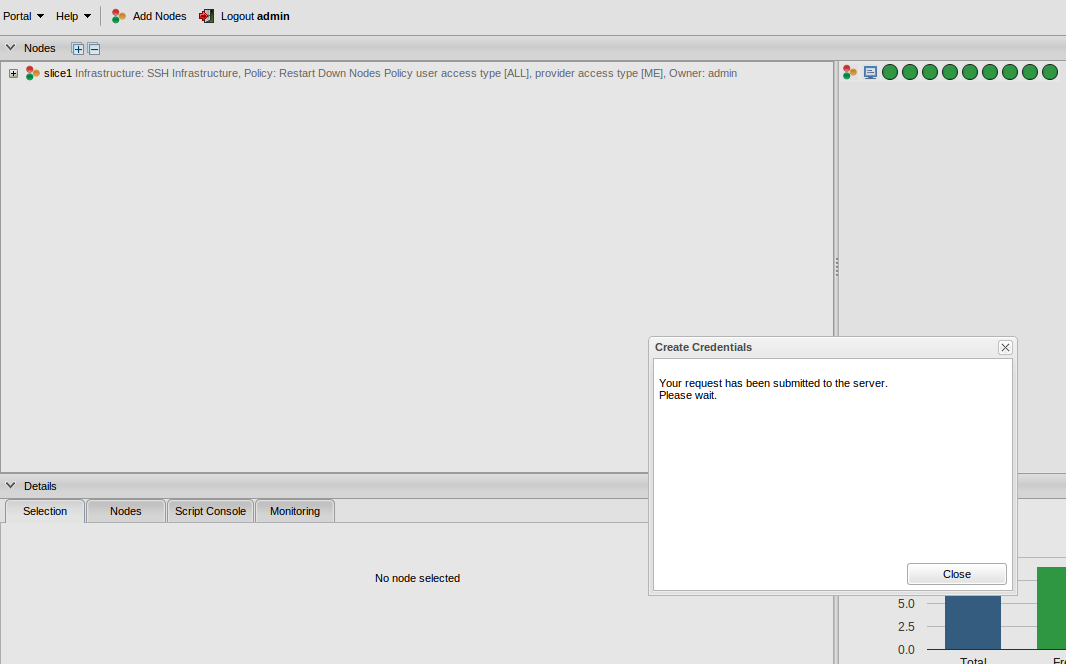 Portal Help Add Nodes Logout admin
Nodes
slice1 Infrastructure: SSH Infrastructure, Policy: Restart Down Nodes Policy user access type [ALL], provider access type [ME], Owner: admin
Create Credentials
Your request has been submitted to the server.
Please wait.
Close
Details
Selection Nodes Script Console Monitoring
No node selected
5.0
2.5
0.0
Total